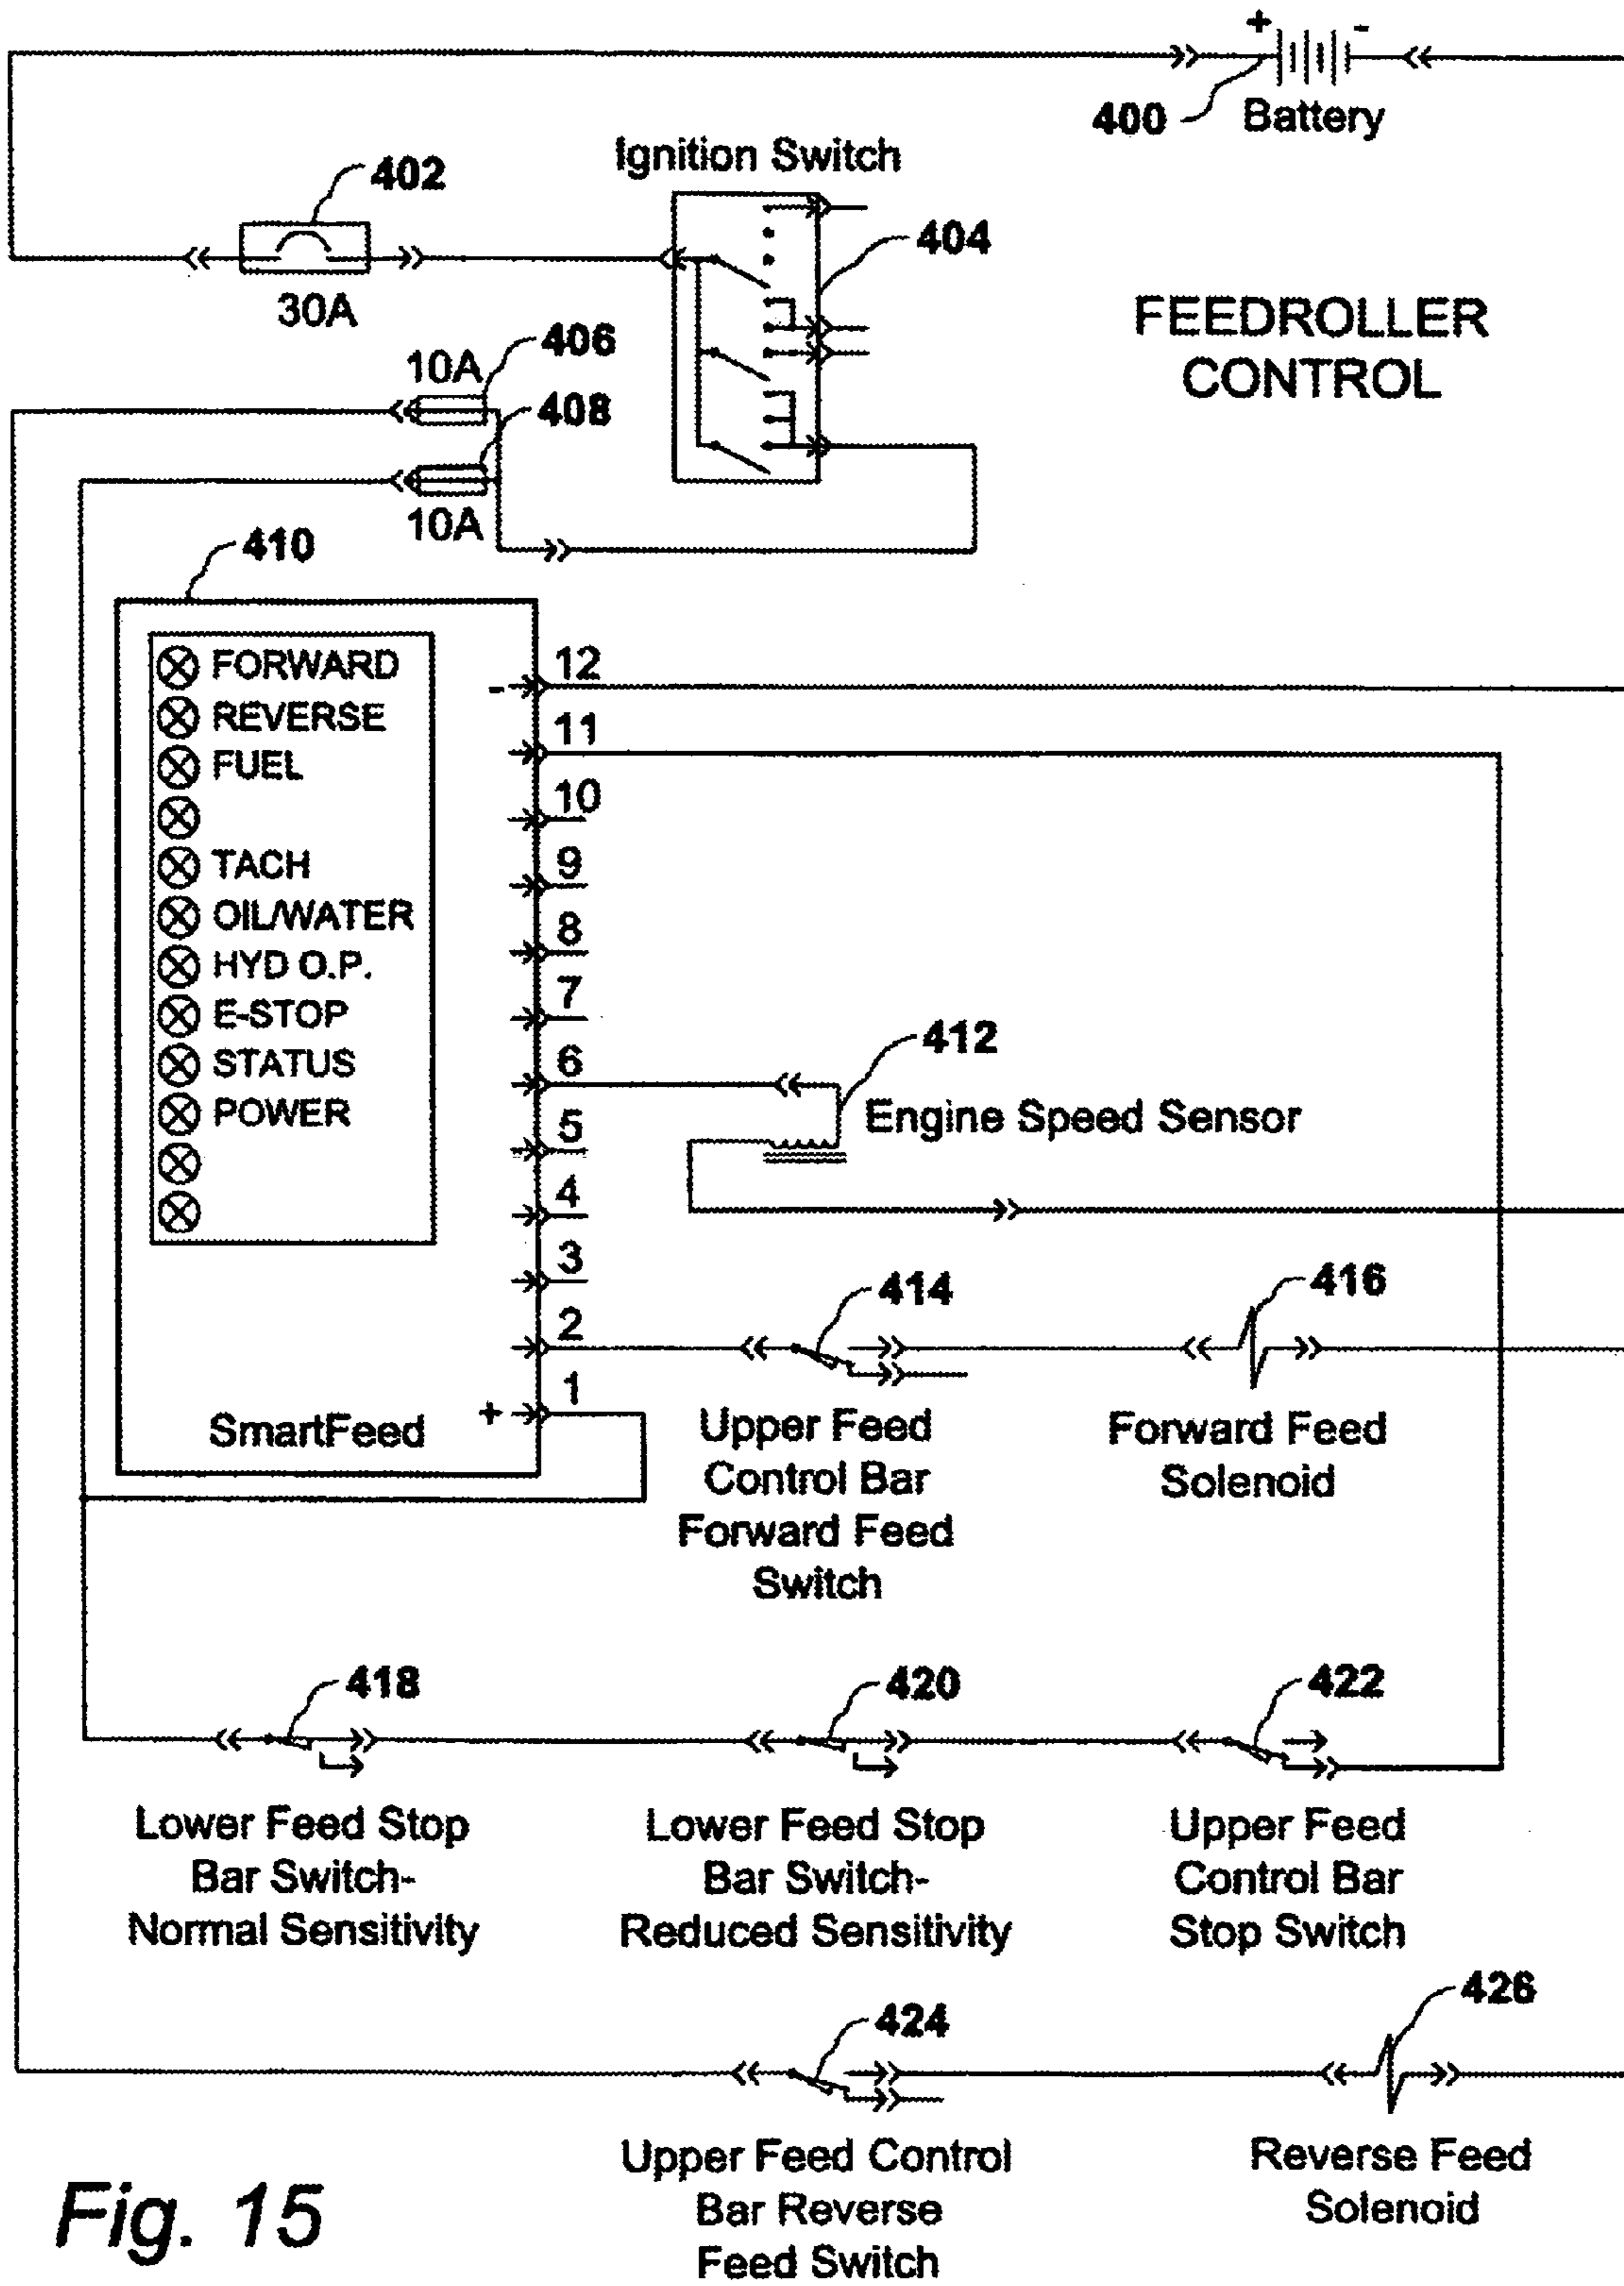 + -
400 Battery
Ignition Switch
402
404
30A
FEEDROLLER
CONTROL
406
10A
408
10A
410
FORWARD
REVERSE
FUEL
TACH
OIL/WATER
HYD O.P.
E-STOP
STATUS
POWER
SmartFeed
- 12
11
10
9
8
7
6
5
4
3
2
+ 1
412
Engine Speed Sensor
414
Upper Feed
Control Bar
Forward Feed
Switch
416
Forward Feed
Solenoid
418
Lower Feed Stop
Bar Switch-
Normal Sensitivity
420
Lower Feed Stop
Bar Switch-
Reduced Sensitivity
422
Upper Feed
Control Bar
Stop Switch
424
Upper Feed Control
Bar Reverse
Feed Switch
426
Reverse Feed
Solenoid
Fig. 15